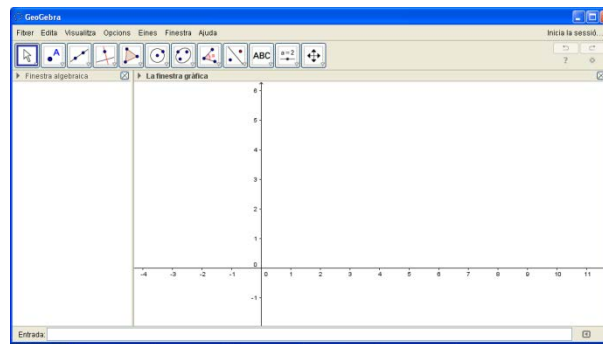 GeoGebra
Fitxer Edita Visualitza Opcions Eines Finestra Ajuda Inicia la sessió...
A ABC a=2
Finestra algebraica La finestra gràfica
6
5
4
3
2
1
0
-4 -3 -2 -1 0 1 2 3 4 5 6 7 8 9 10 11
-1
Entrada: